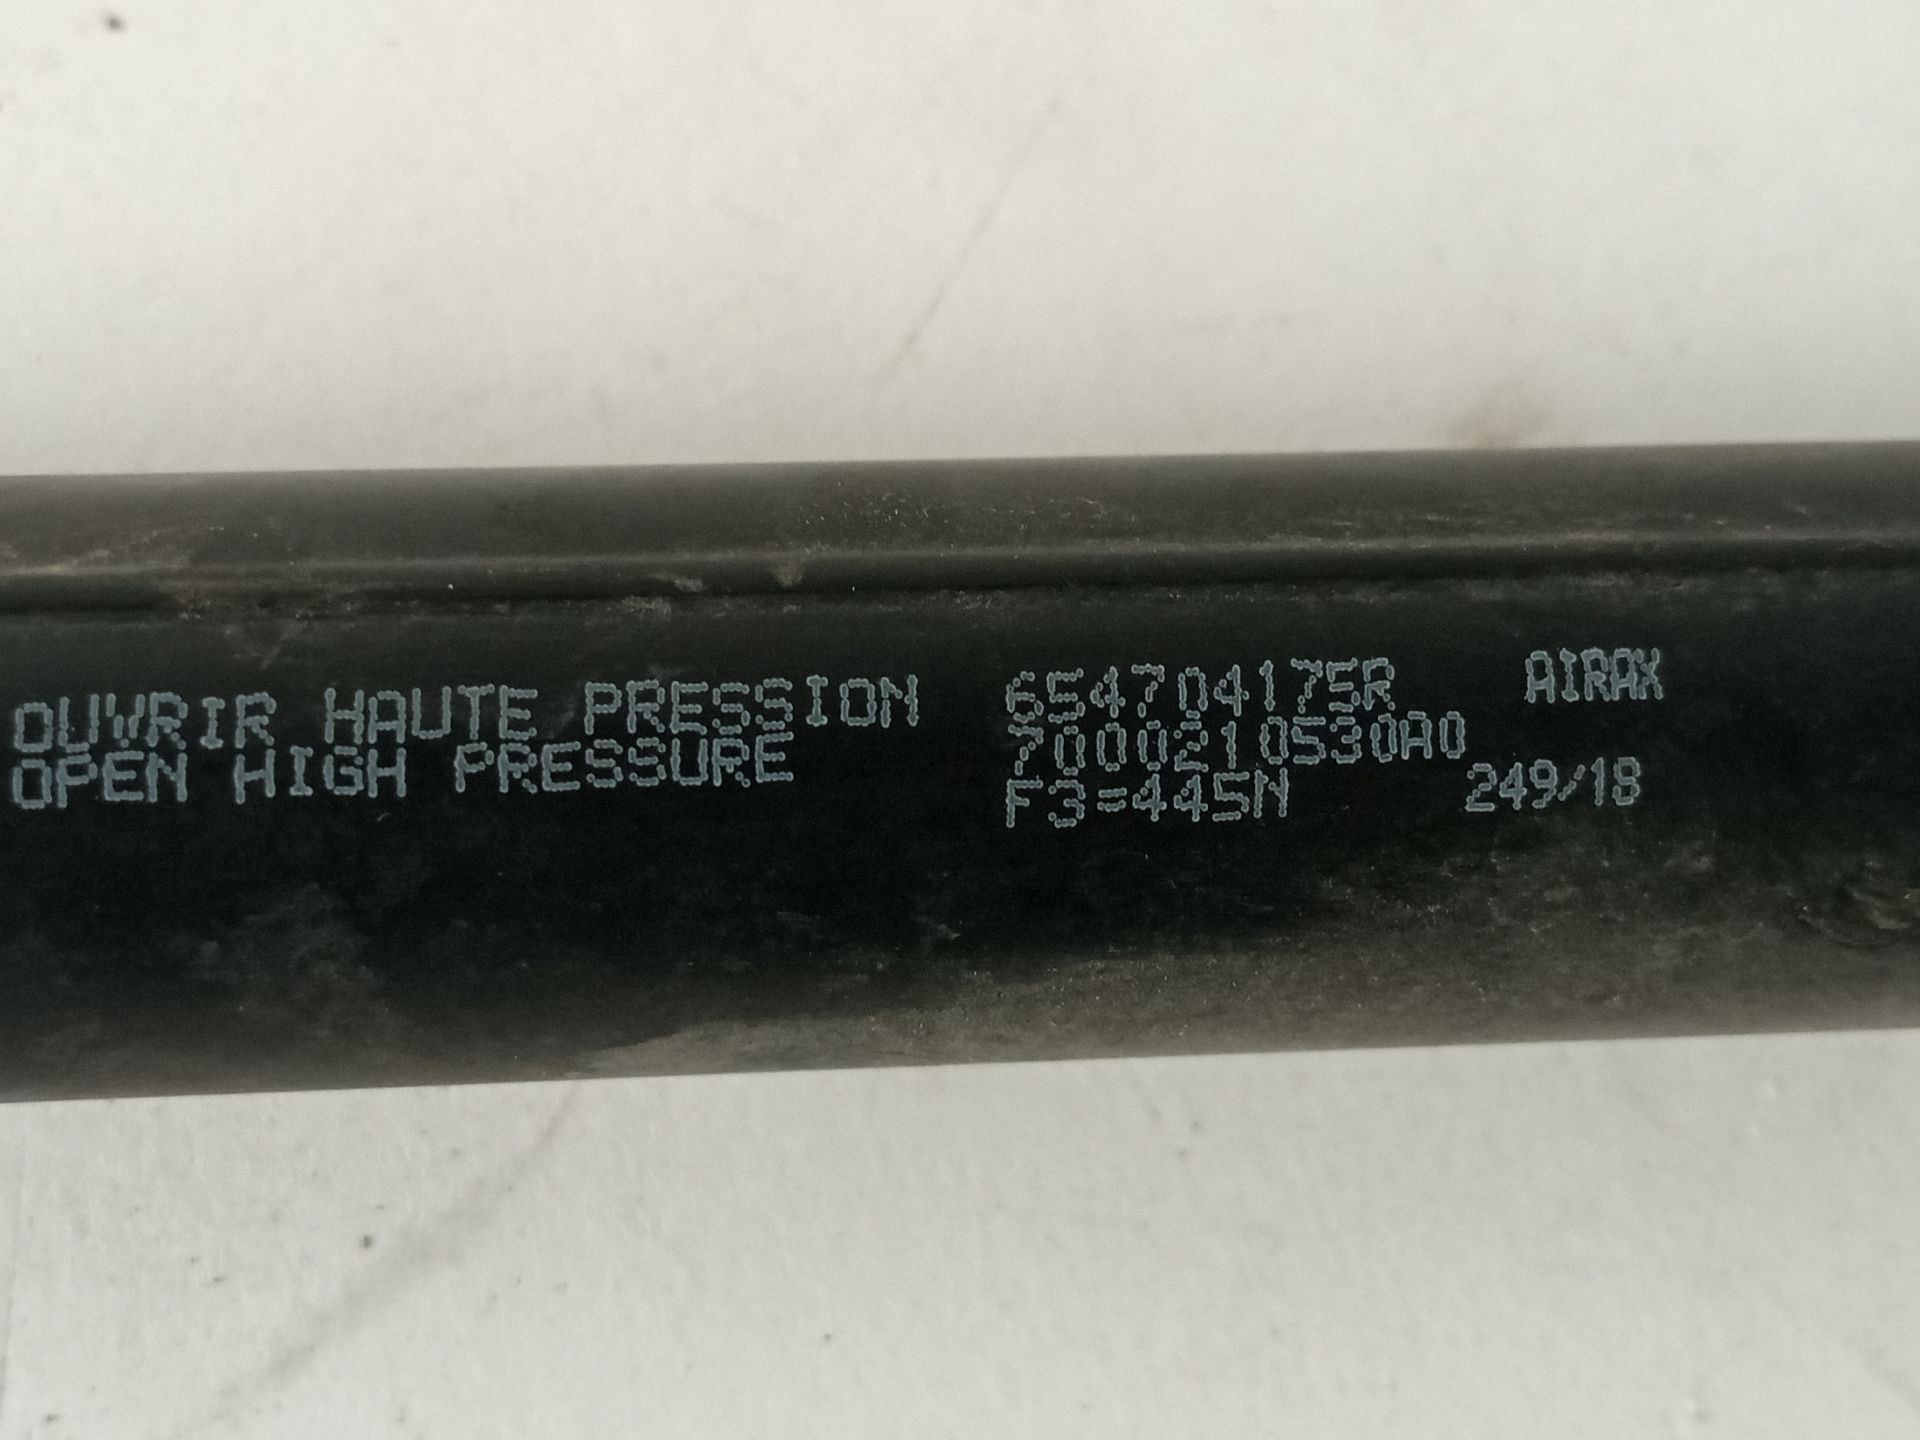 OUVRIR HAUTE PRESSION
OPEN HIGH PRESSURE
654704175R
7000210530A0
F3=445N
AIRAX
249/18